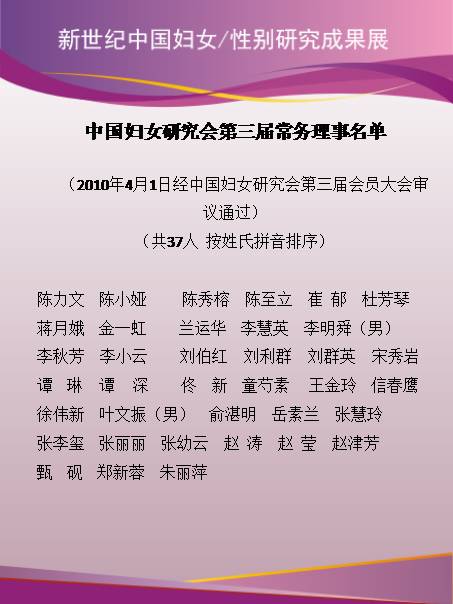 新世纪中国妇女/性别研究成果展
中国妇女研究会第三届常务理事名单
（2010年4月1日经中国妇女研究会第三届会员大会审
议通过）
（共37人 按姓氏拼音排序）
陈力文 陈小娅 陈秀榕 陈至立 崔 郁 杜芳琴
蒋月娥 金一虹 兰运华 李慧英 李明舜（男）
李秋芳 李小云 刘伯红 刘利群 刘群英 宋秀岩
谭 琳 谭 深 佟 新 童芍素 王金玲 信春鹰
徐伟新 叶文振（男） 俞湛明 岳素兰 张慧玲
张李玺 张丽丽 张幼云 赵 涛 赵 莹 赵津芳
甄 砚 郑新蓉 朱丽萍